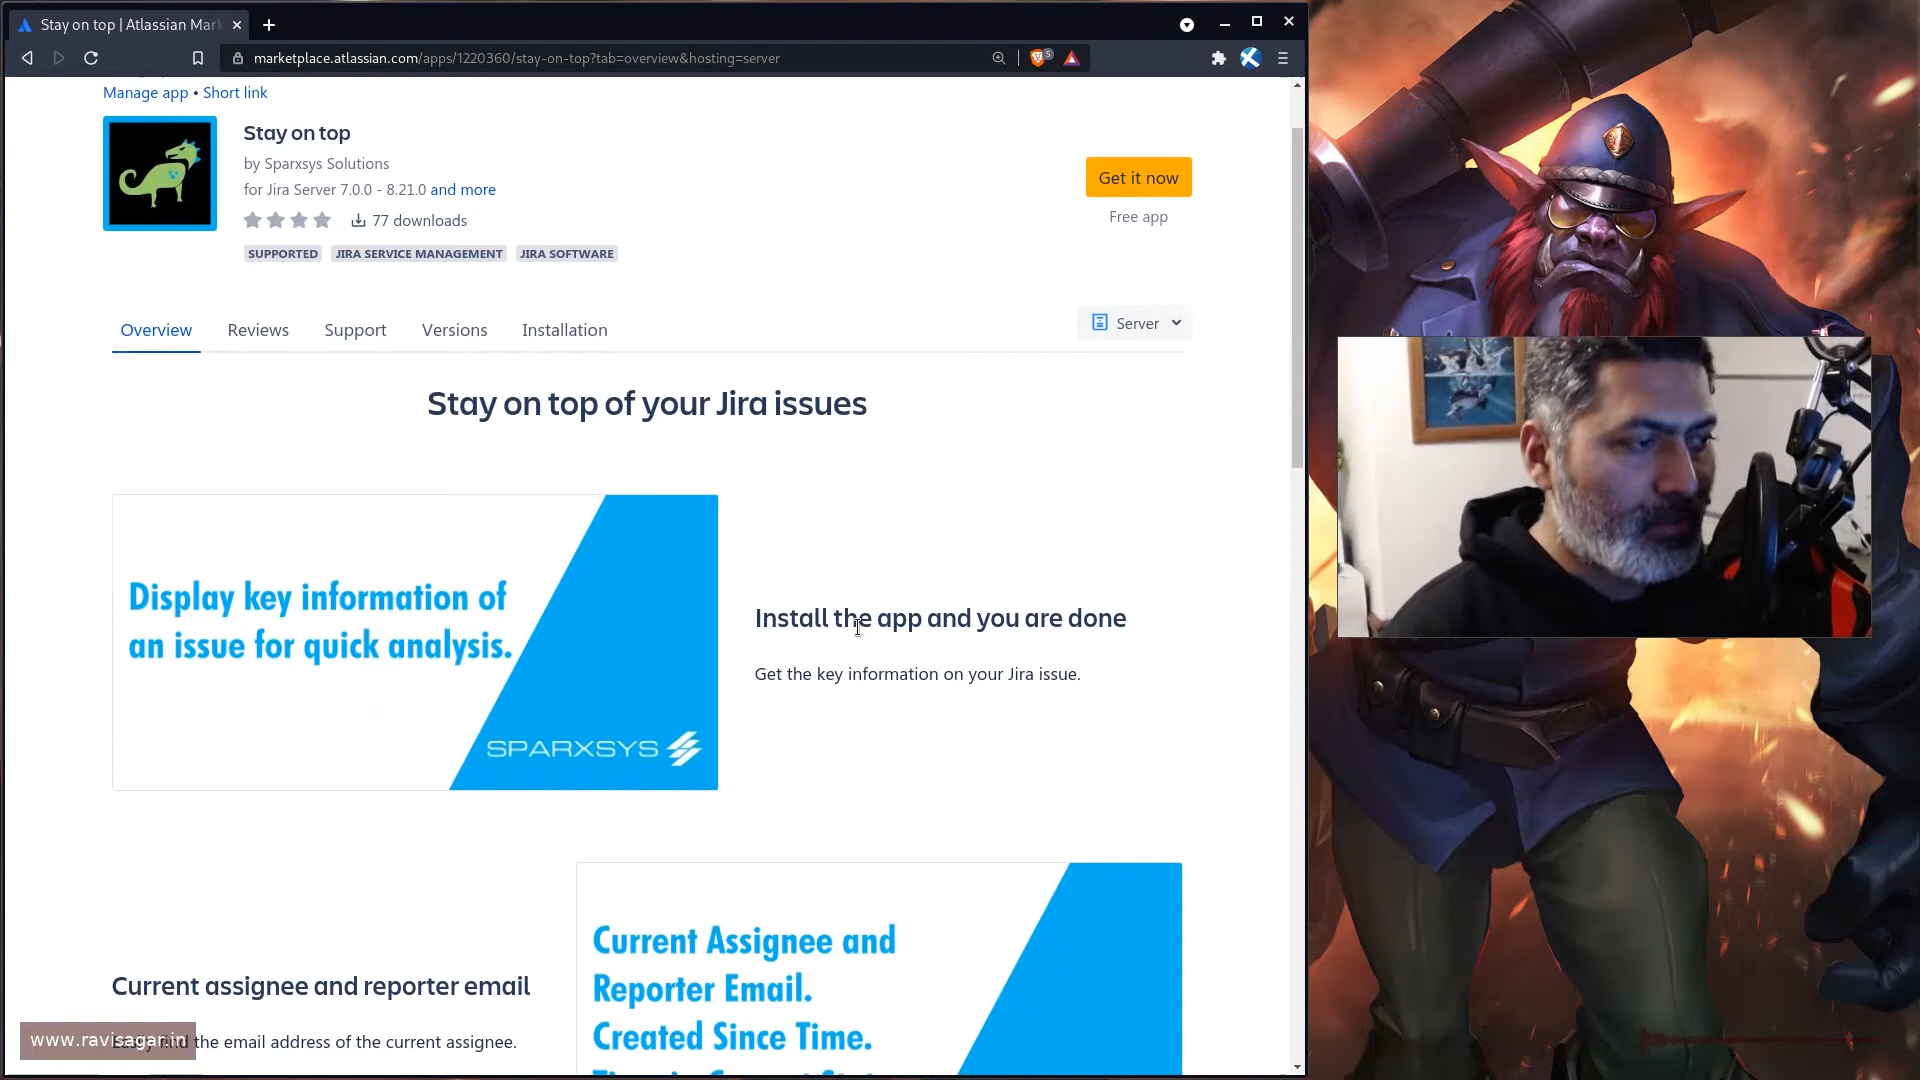 Stay on top | Atlassian Mark
marketplace.atlassian.com/apps/1220360/stay-on-top?tab=overview&hosting=server
5
Manage app • Short link
Stay on top
by Sparxsys Solutions
for Jira Server 7.0.0 - 8.21.0 and more
77 downloads
SUPPORTED JIRA SERVICE MANAGEMENT JIRA SOFTWARE
Get it now
Free app
Overview Reviews Support Versions Installation
Server
Stay on top of your Jira issues
Display key information of
an issue for quick analysis.
SPARXSYS
Install the app and you are done
Get the key information on your Jira issue.
Current assignee and reporter email
the email address of the current assignee.
Current Assignee and
Reporter Email.
Created Since Time.
www.ravisagar.in